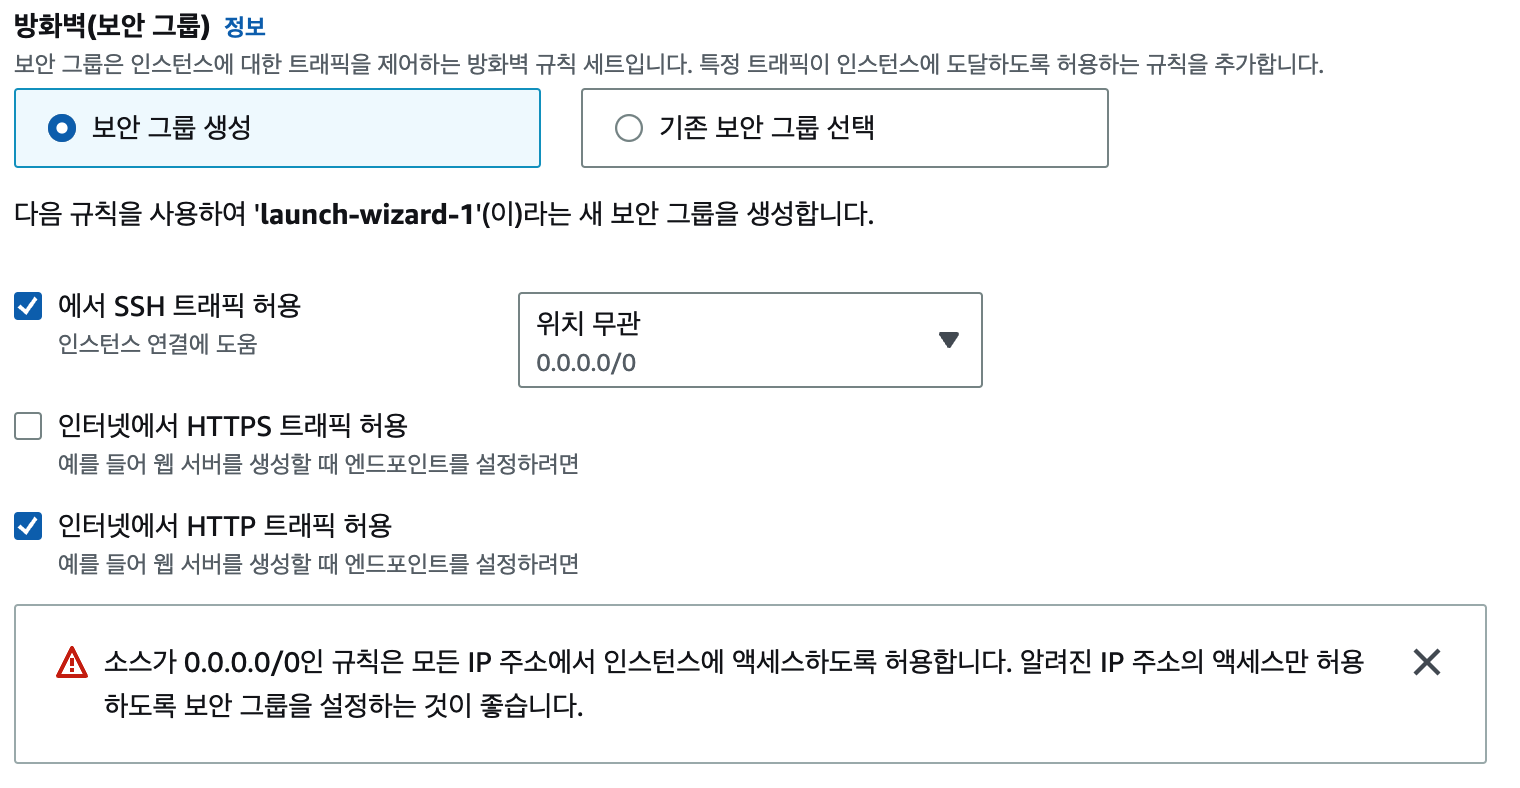 방화벽(보안 그룹) 정보
보안 그룹은 인스턴스에 대한 트래픽을 제어하는 방화벽 규칙 세트입니다. 특정 트래픽이 인스턴스에 도달하도록 허용하는 규칙을 추가합니다.
보안 그룹 생성
기존 보안 그룹 선택
다음 규칙을 사용하여 'launch-wizard-1'(이)라는 새 보안 그룹을 생성합니다.
에서 SSH 트래픽 허용
인스턴스 연결에 도움
위치 무관
0.0.0.0/0
인터넷에서 HTTPS 트래픽 허용
예를 들어 웹 서버를 생성할 때 엔드포인트를 설정하려면
인터넷에서 HTTP 트래픽 허용
예를 들어 웹 서버를 생성할 때 엔드포인트를 설정하려면
소스가 0.0.0.0/0인 규칙은 모든 IP 주소에서 인스턴스에 액세스하도록 허용합니다. 알려진 IP 주소의 액세스만 허용
하도록 보안 그룹을 설정하는 것이 좋습니다.